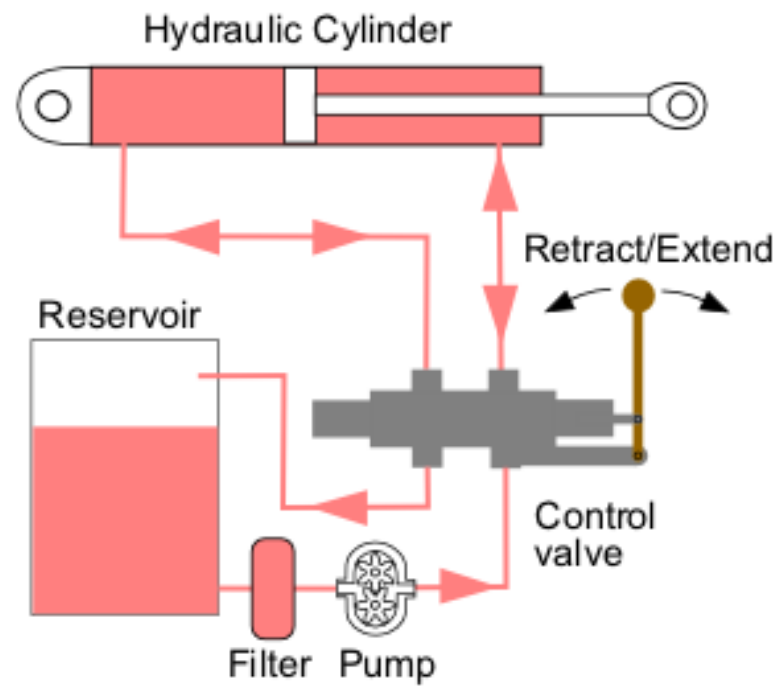 Hydraulic Cylinder
Retract/Extend
Reservoir
Control
valve
Filter
Pump